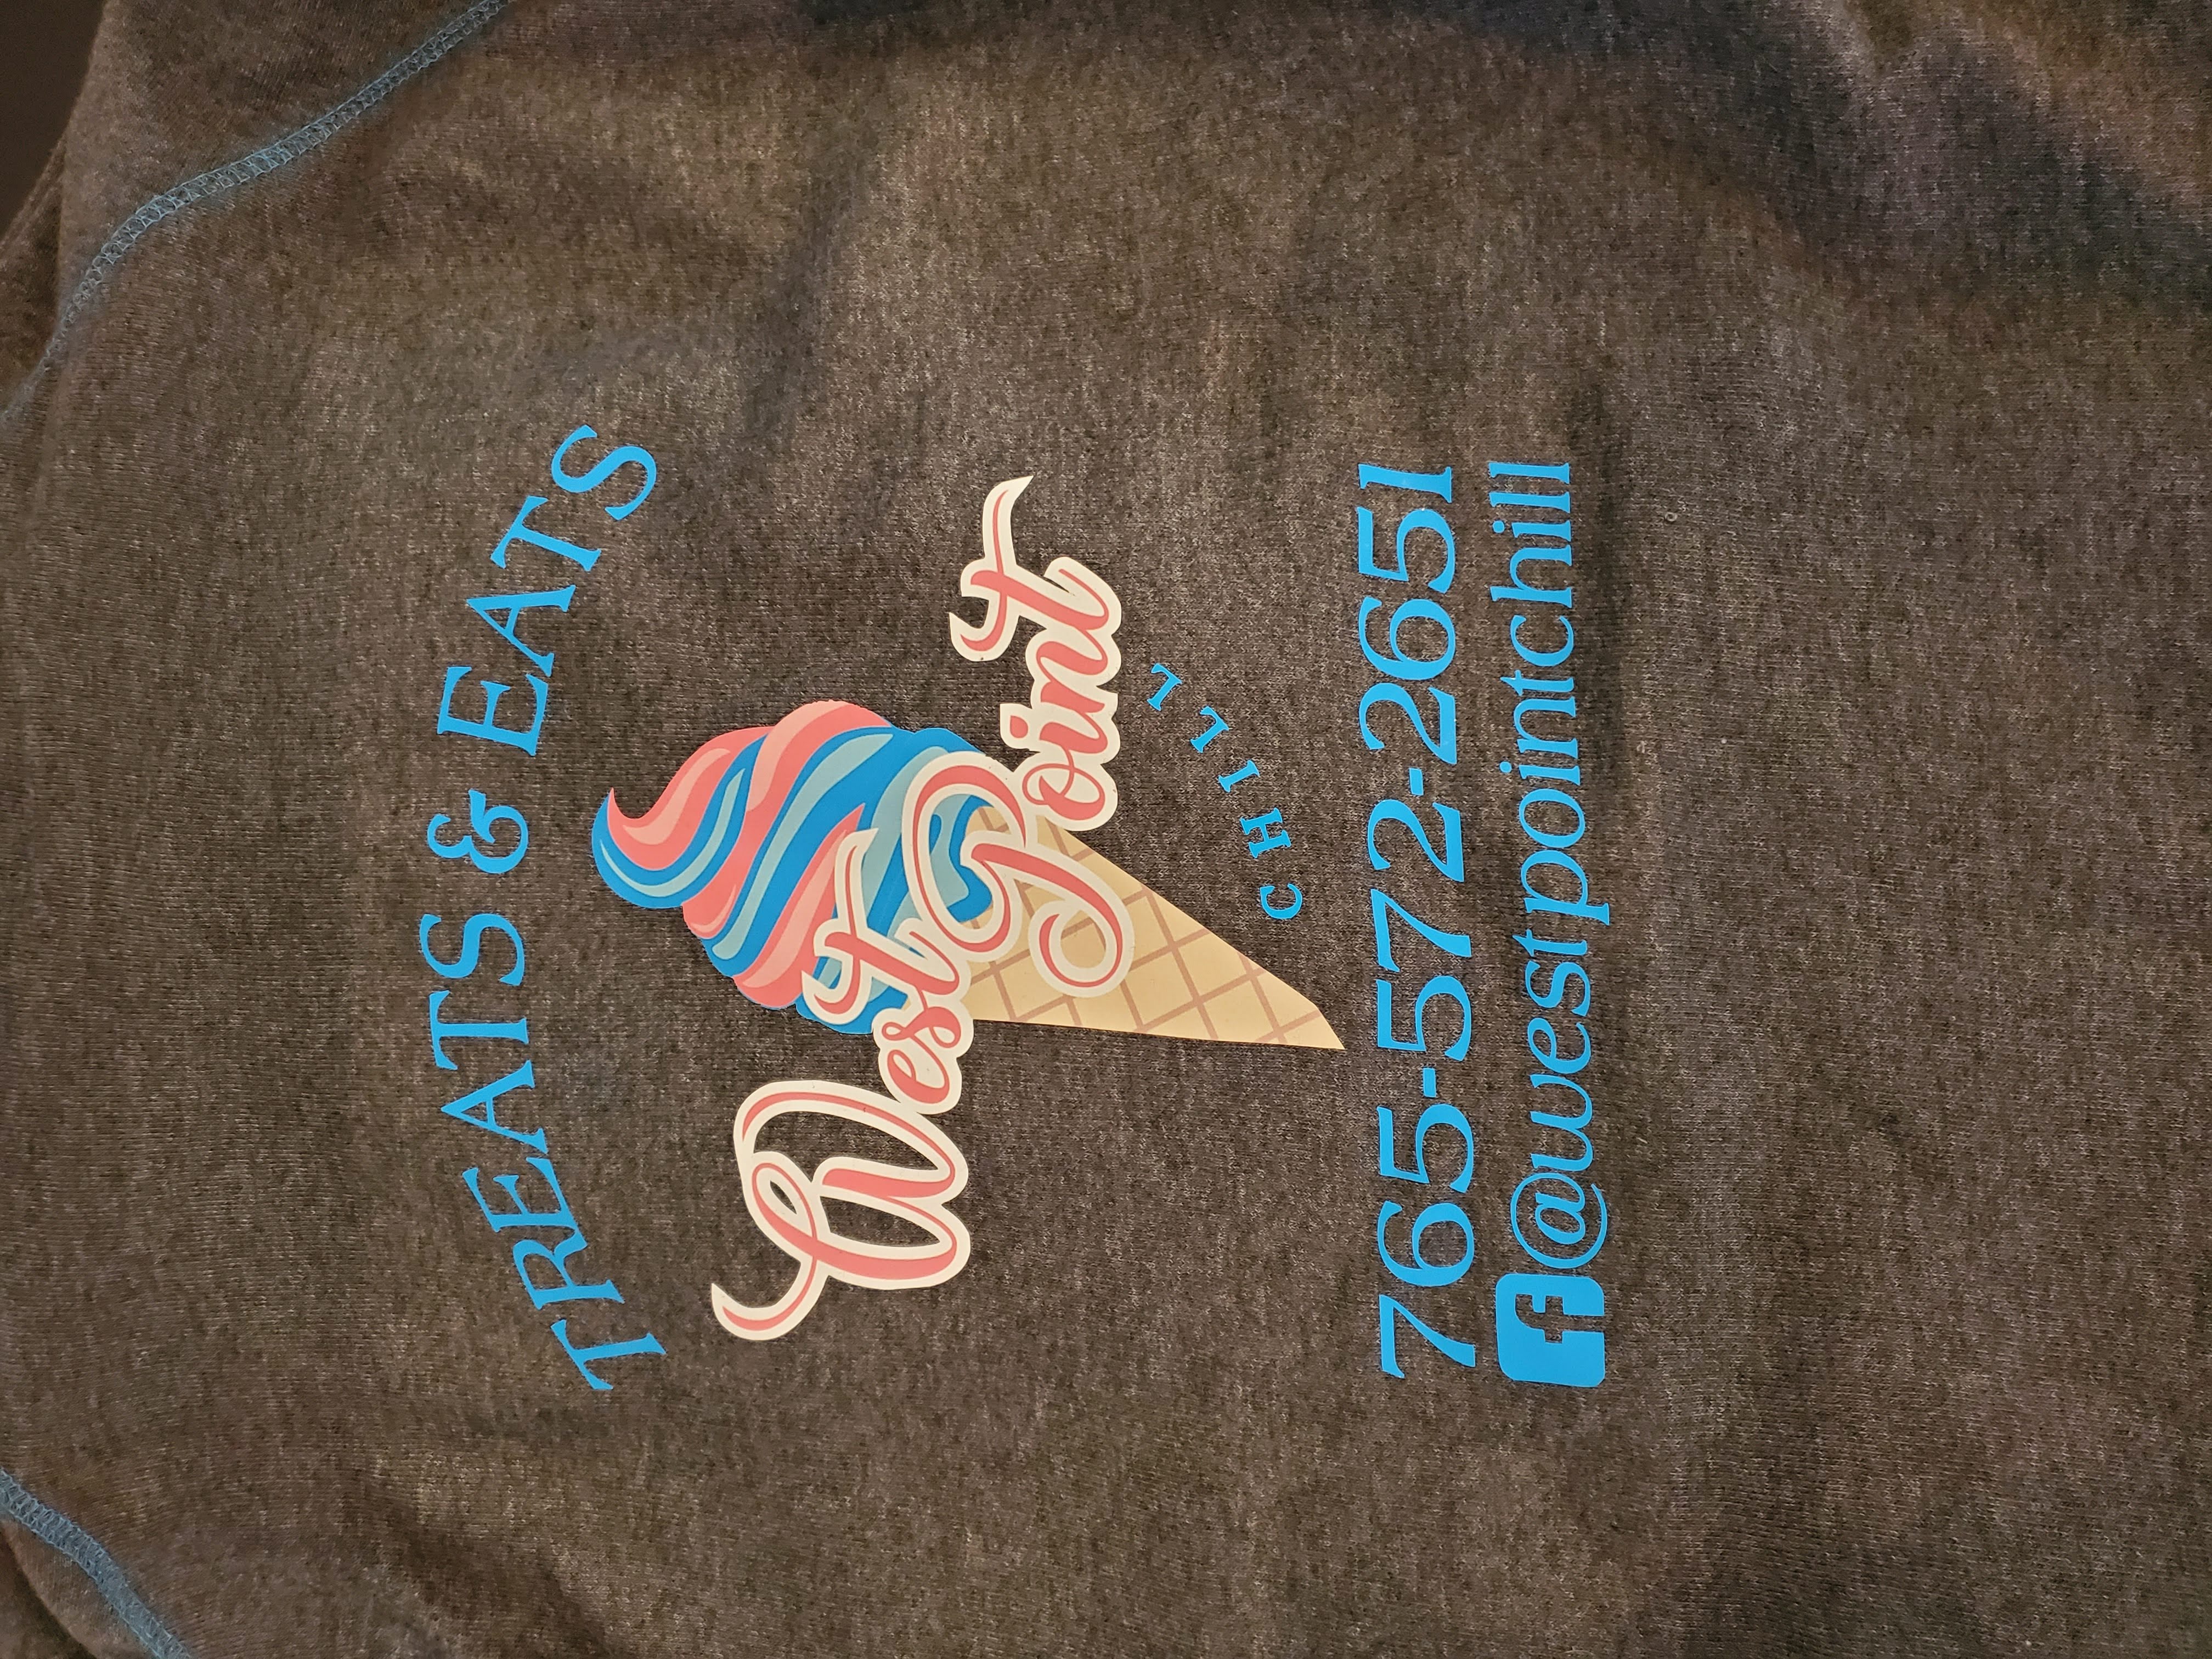 TREATS & EATS
West Point
CHILL
765-572-2651
f @westpointchill